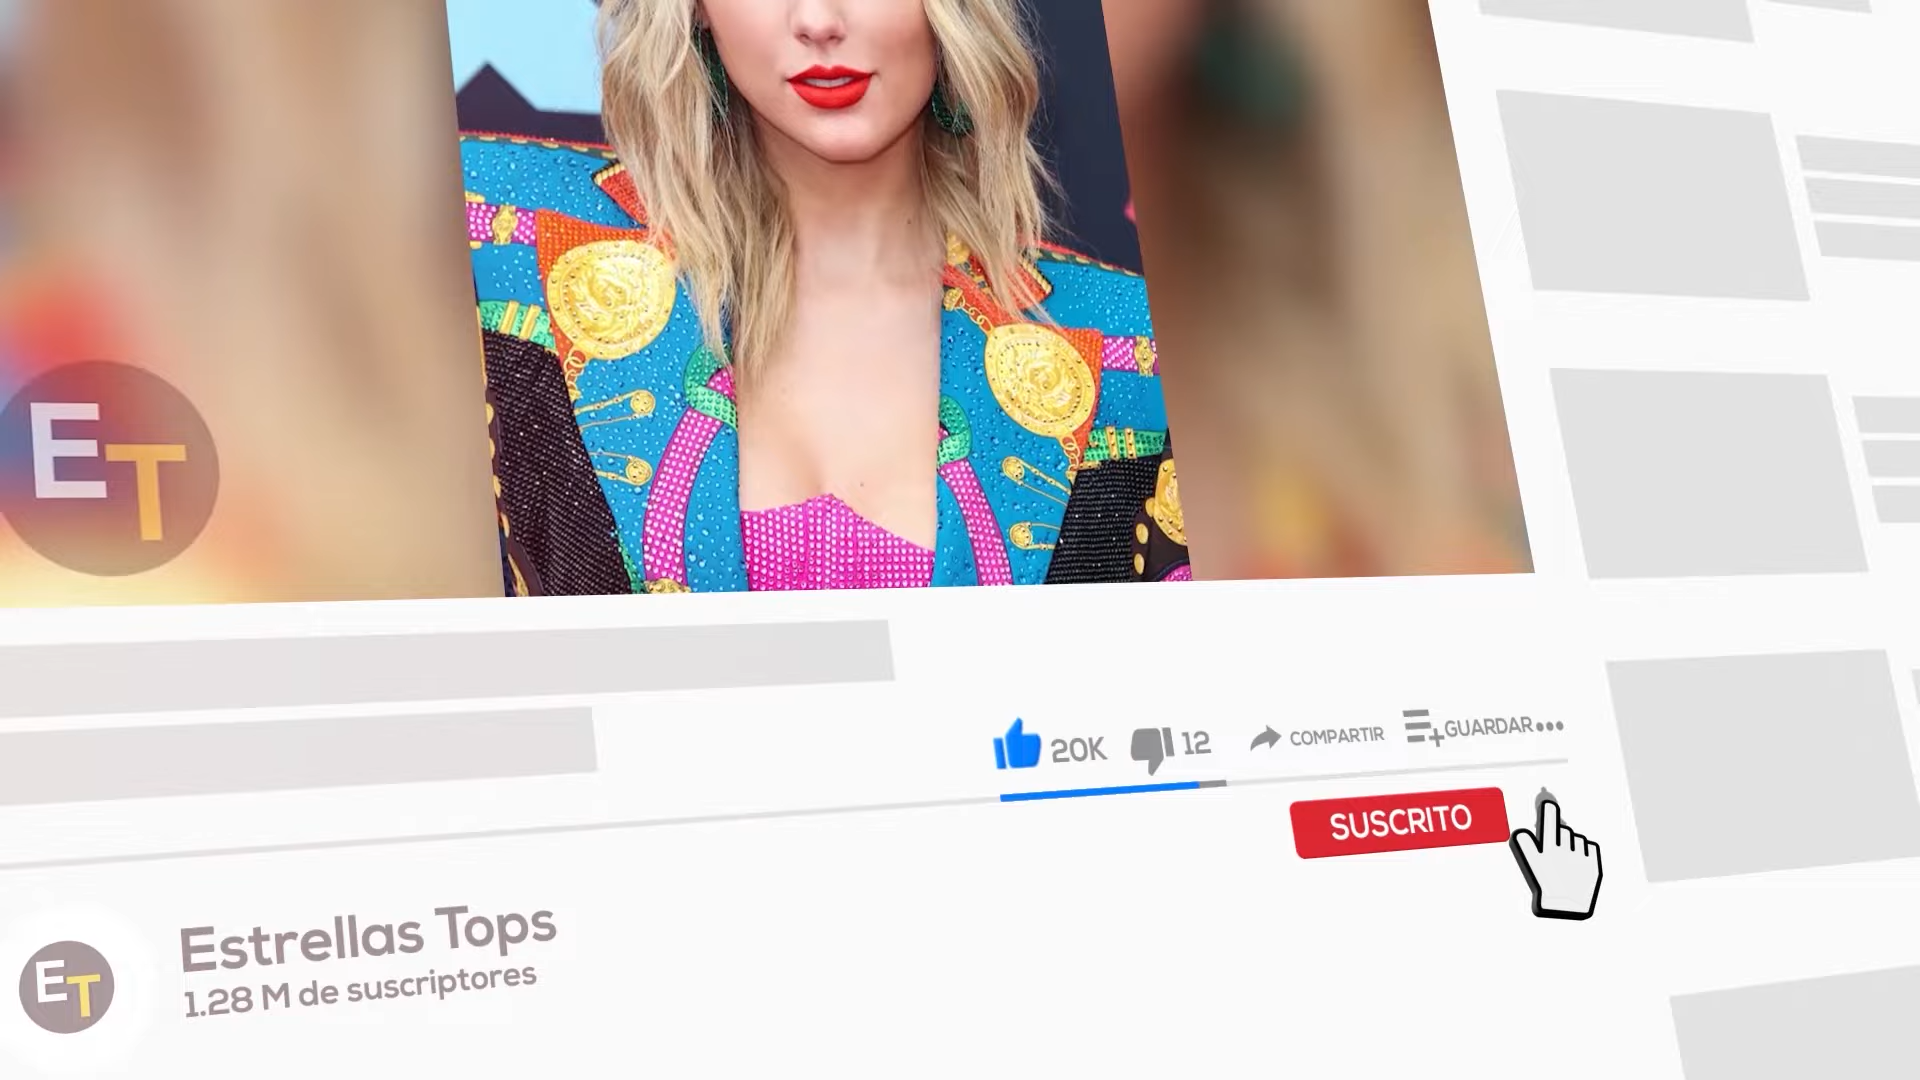 ET
20K
12
COMPARTIR
GUARDAR
SUSCRITO
ET
Estrellas Tops
1.28 M de suscriptores